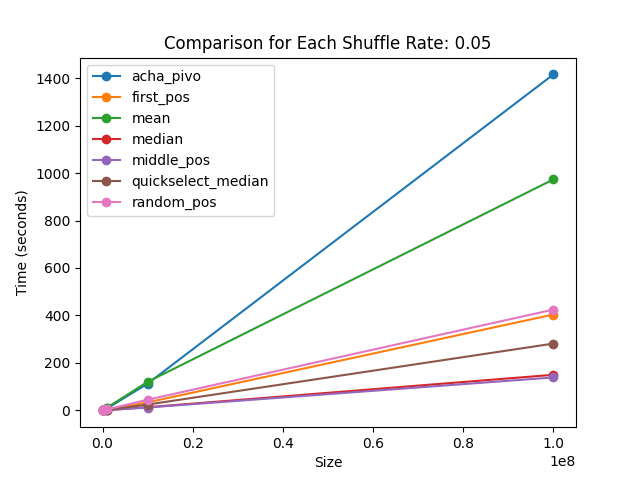 Comparison for Each Shuffle Rate: 0.05
acha_pivo
first_pos
mean
median
middle_pos
quickselect_median
random_pos
Time (seconds)
1400
1200
1000
800
600
400
200
0
0.0 0.2 0.4 0.6 0.8 1.0
1e8
Size